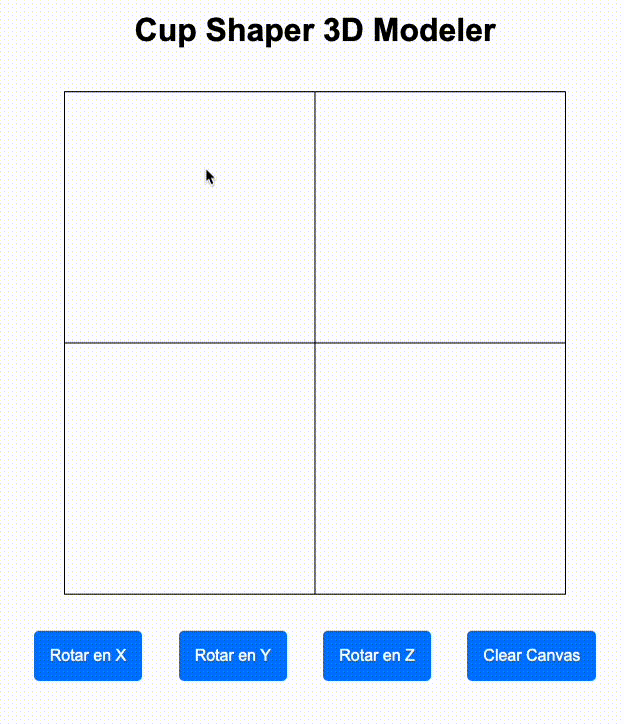 Cup Shaper 3D Modeler
Rotar en X
Rotar en Y
Rotar en Z
Clear Canvas